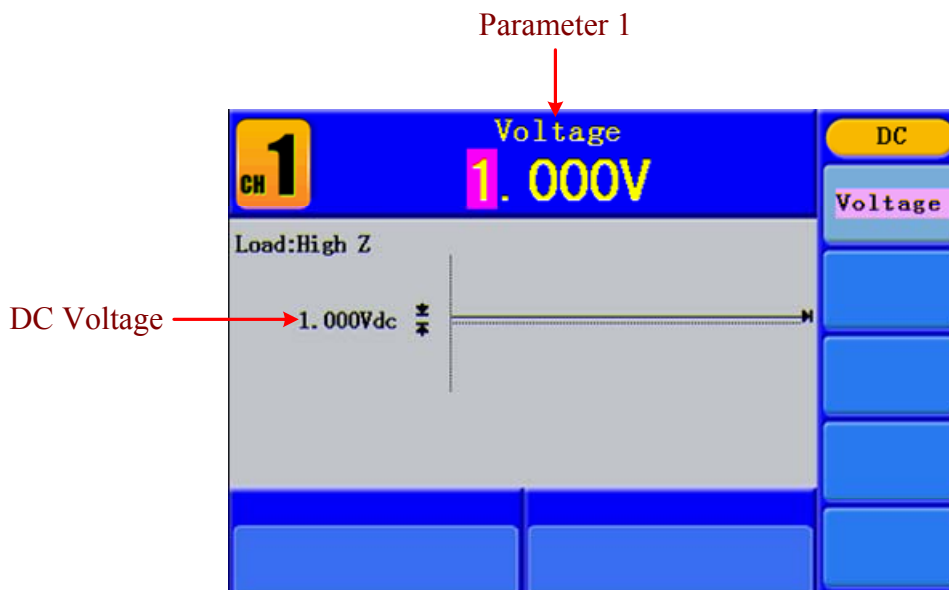 Parameter 1
CH 1
Voltage
1.000V
DC
Voltage
Load:High Z
DC Voltage
1.000Vdc